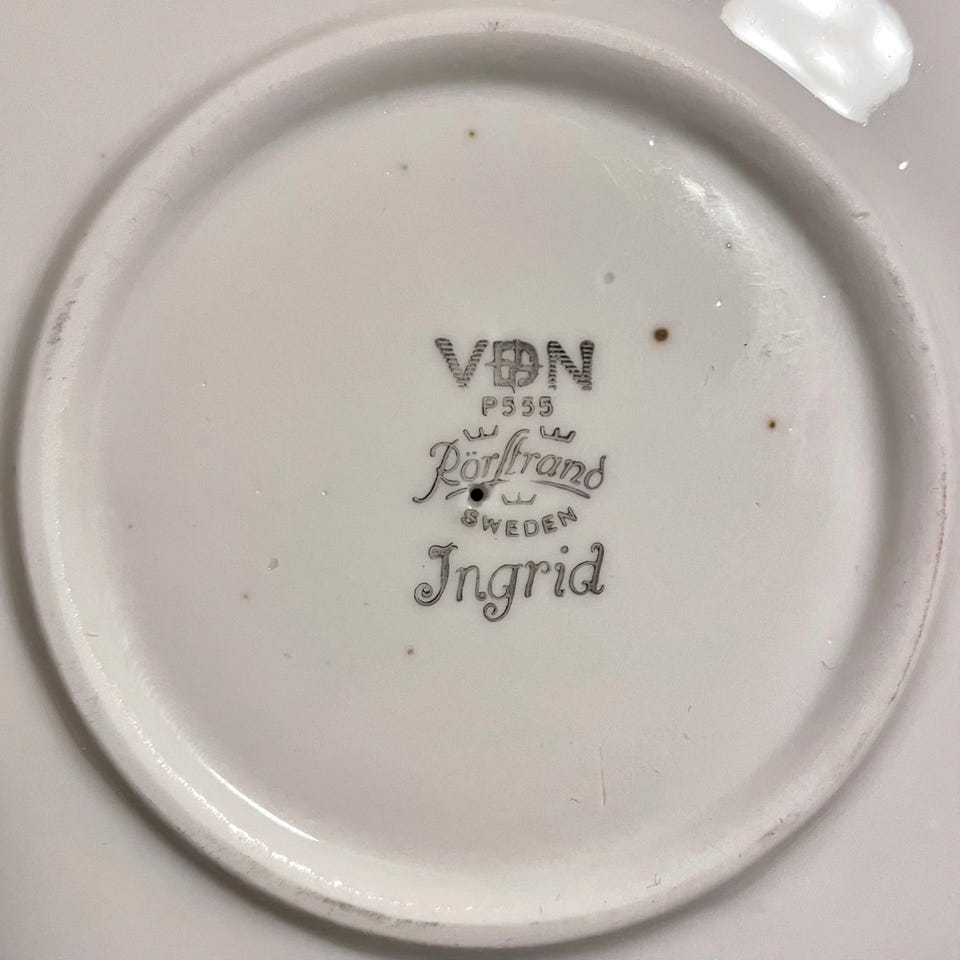 VDN
P535
Rörstrand
SWEDEN
Ingrid